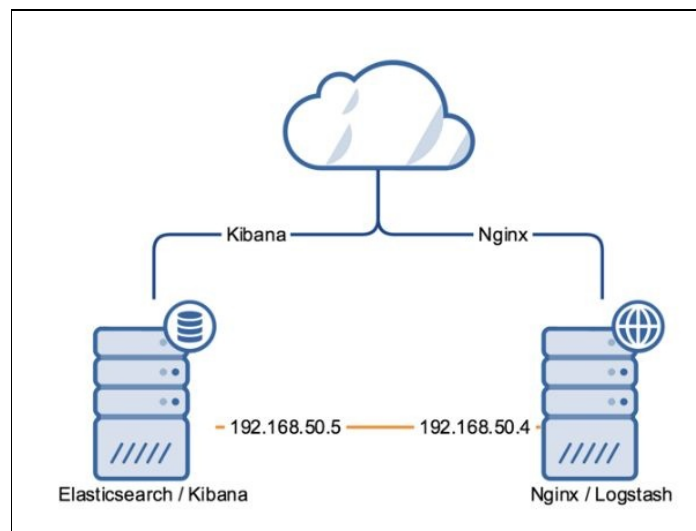 Kibana
Nginx
192.168.50.5
192.168.50.4
Elasticsearch / Kibana
Nginx / Logstash